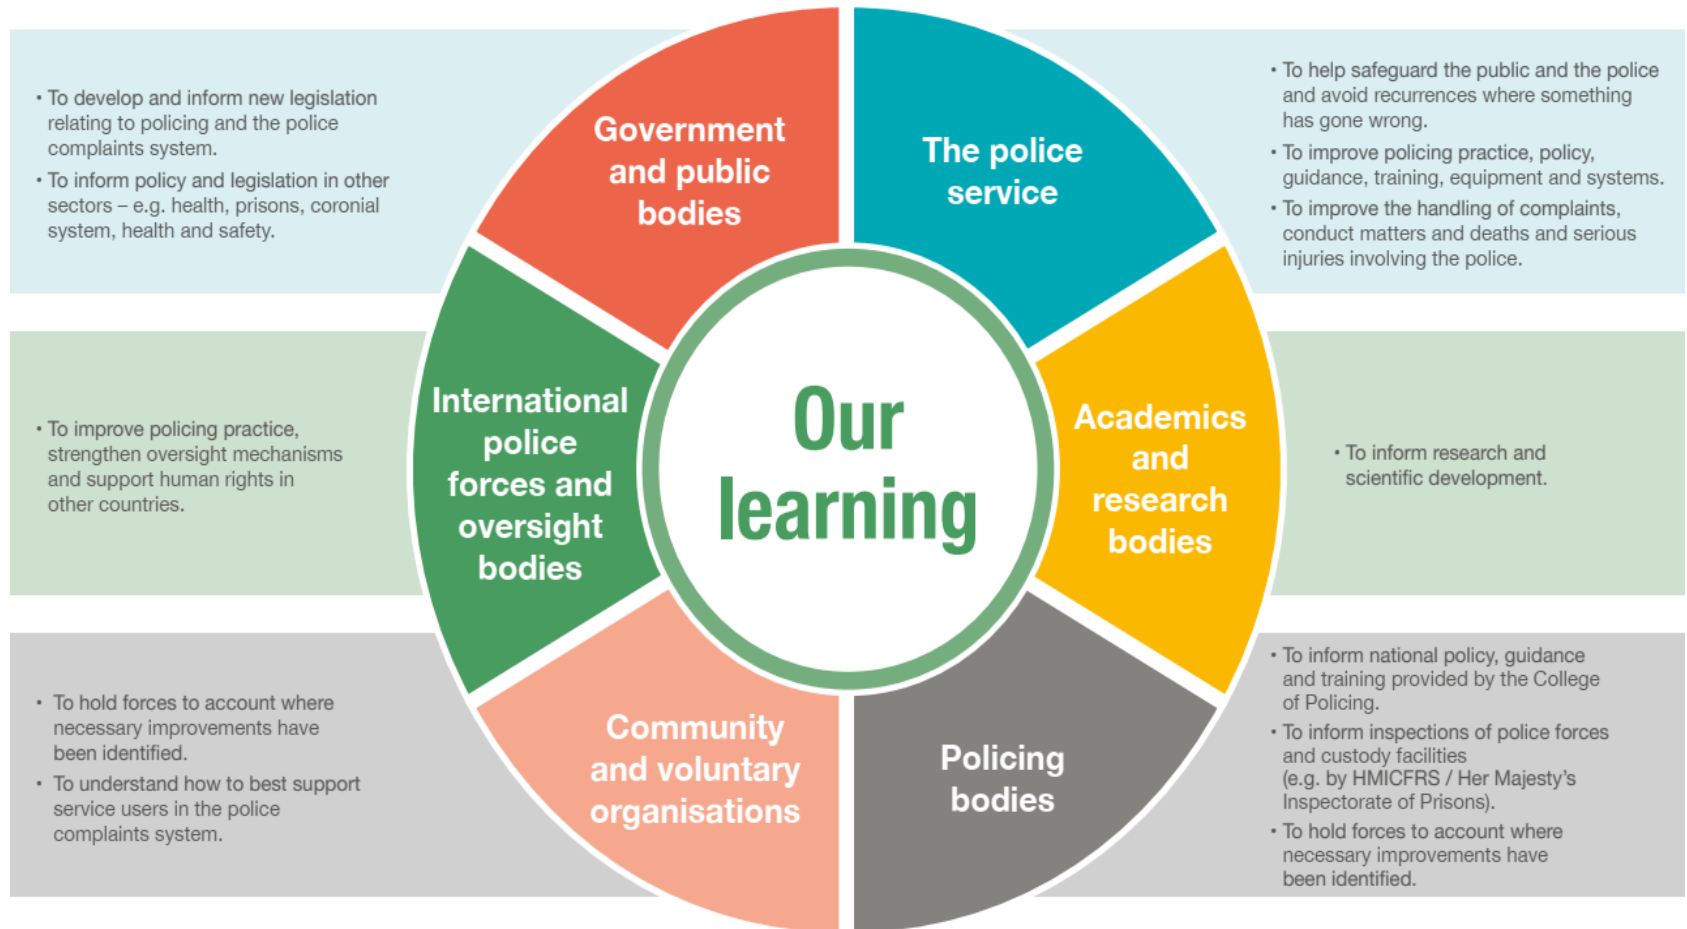 • To develop and inform new legislation
relating to policing and the police
complaints system.
• To inform policy and legislation in other
sectors – e.g. health, prisons, coronial
system, health and safety.
Government
and public
bodies
The police
service
• To help safeguard the public and the police
and avoid recurrences where something
has gone wrong.
• To improve policing practice, policy,
guidance, training, equipment and systems.
• To improve the handling of complaints,
conduct matters and deaths and serious
injuries involving the police.
• To improve policing practice,
strengthen oversight mechanisms
and support human rights in
other countries.
International
police
forces and
oversight
bodies
Our
learning
Academics
and
research
bodies
• To inform research and
scientific development.
• To hold forces to account where
necessary improvements have
been identified.
• To understand how to best support
service users in the police
complaints system.
Community
and voluntary
organisations
Policing
bodies
• To inform national policy, guidance
and training provided by the College
of Policing.
• To inform inspections of police forces
and custody facilities
(e.g. by HMICFRS / Her Majesty’s
Inspectorate of Prisons).
• To hold forces to account where
necessary improvements have
been identified.